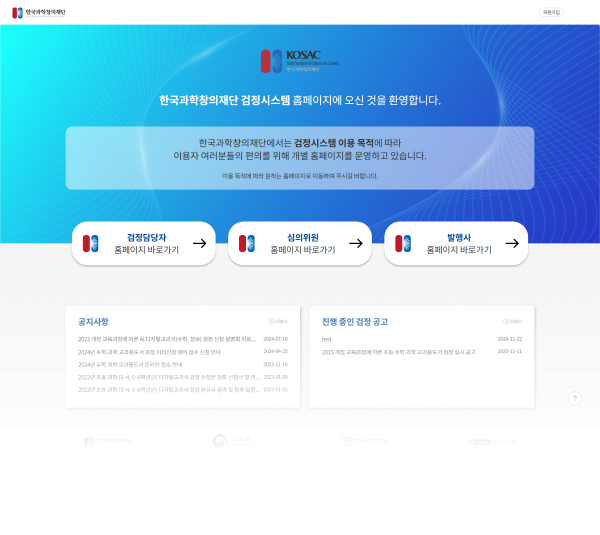 한국과학창의재단
회원가입
KOSAC
한국과학창의재단
한국과학창의재단 검정시스템 홈페이지에 오신 것을 환영합니다.
한국과학창의재단에서는 검정시스템 이용 목적에 따라
이용자 여러분들의 편의를 위해 개별 홈페이지를 운영하고 있습니다.
이용 목적에 따라 원하는 홈페이지로 이동하여 주시길 바랍니다.
검정담당자
홈페이지 바로가기
심의위원
홈페이지 바로가기
발행사
홈페이지 바로가기
공지사항
더보기
2022 개정 교육과정에 따른 AI 디지털교과서(수학, 정보) 검정 신청 설명회 자료... 2024-07-10
2024년 수학·과학 교과용도서 검정 이의신청 예비 접수 신청 안내 2024-04-23
2024년 수학·과학 교과용도서 온라인 접수 안내 2023-11-16
2022년 초등 과학 (3~4, 5~6학년군) 디지털교과서 검정 수정본 검토 신청서 및 견... 2023-01-09
2022년 초등 과학 (3~4, 5~6학년군) 디지털교과서 검정 본심사 결과 및 향후 일정... 2023-01-02
진행 중인 검정 공고
더보기
test 2024-11-22
2015 개정 교육과정에 따른 초등 수학·과학 교과용도서 검정 실시 공고
교육부